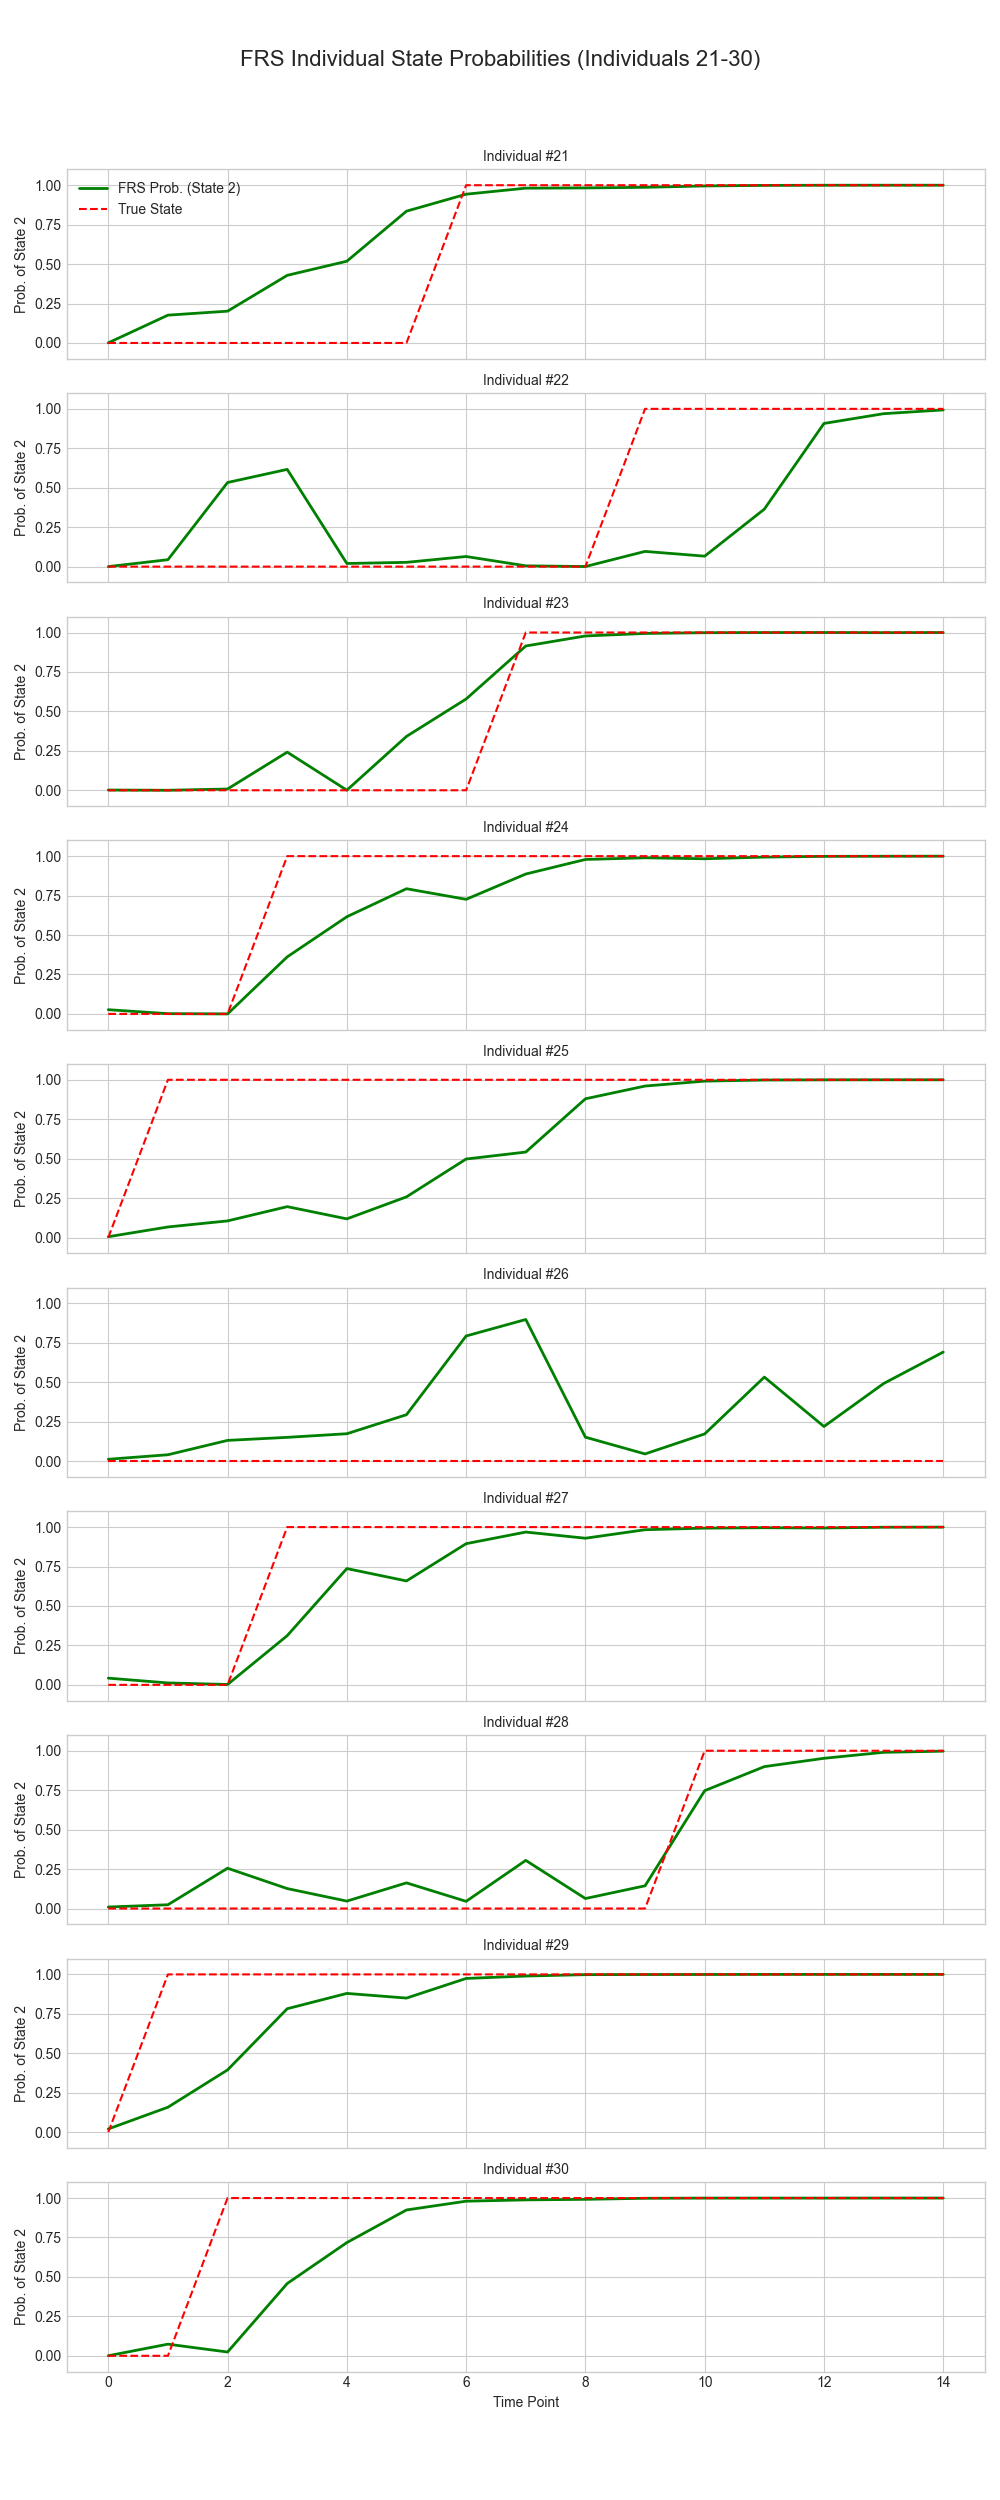 FRS Individual State Probabilities (Individuals 21-30)
Individual #21
1.00
0.75
0.50
0.25
0.00
Prob. of State 2
FRS Prob. (State 2)
True State
Individual #22
1.00
0.75
0.50
0.25
0.00
Prob. of State 2
Individual #23
1.00
0.75
0.50
0.25
0.00
Prob. of State 2
Individual #24
1.00
0.75
0.50
0.25
0.00
Prob. of State 2
Individual #25
1.00
0.75
0.50
0.25
0.00
Prob. of State 2
Individual #26
1.00
0.75
0.50
0.25
0.00
Prob. of State 2
Individual #27
1.00
0.75
0.50
0.25
0.00
Prob. of State 2
Individual #28
1.00
0.75
0.50
0.25
0.00
Prob. of State 2
Individual #29
1.00
0.75
0.50
0.25
0.00
Prob. of State 2
Individual #30
1.00
0.75
0.50
0.25
0.00
Prob. of State 2
0 2 4 6 8 10 12 14
Time Point